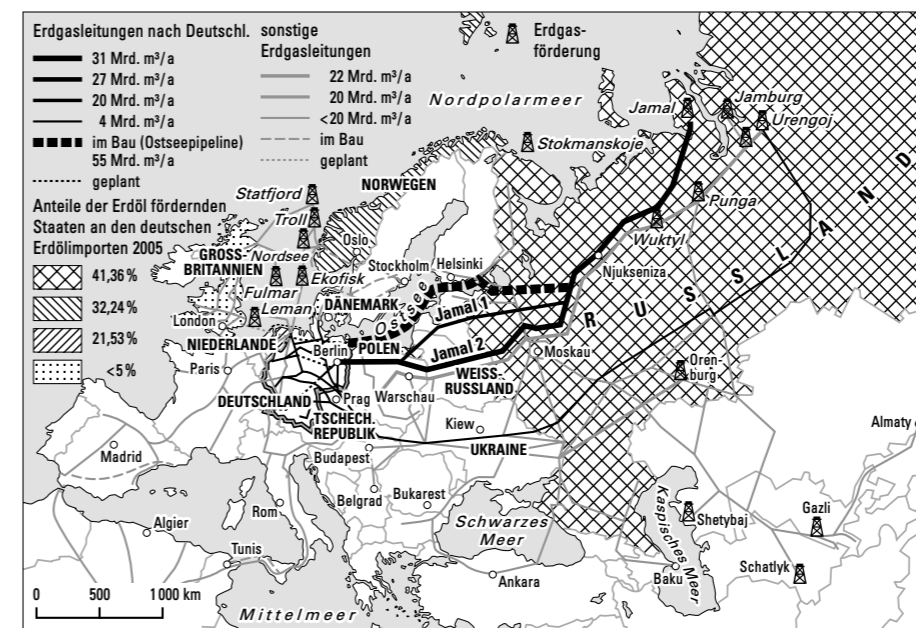 Erdgasleitungen nach Deutschl.
31 Mrd. m³/a
27 Mrd. m³/a
20 Mrd. m³/a
4 Mrd. m³/a
im Bau (Ostseepipeline)
55 Mrd. m³/a
geplant
sonstige
Erdgasleitungen
22 Mrd. m³/a
20 Mrd. m³/a
<20 Mrd. m³/a
im Bau
geplant
Erdgas-
förderung
Anteile der Erdöl fördernden
Staaten an den deutschen
Erdölimporten 2005
41,36 %
32,24 %
21,53 %
<5 %
Nordpolarmeer
Jamal
Jamburg
Urengoj
Stokmanskoje
Statfjord
NORWEGEN
Punga
Troll
Wuktyl
Oslo
GROSS-
BRITANNIEN
Nordsee
Stockholm
Helsinki
Njukseniza
RUSSLAND
Fulmar
Ekofisk
DÄNEMARK
Ostsee
Jamal 1
Leman
London
NIEDERLANDE
Berlin
POLEN
Jamal 2
Moskau
Paris
WEISS-
RUSSLAND
Oren-
burg
DEUTSCHLAND
Prag
Warschau
TSCHECH.
REPUBLIK
Kiew
UKRAINE
Almaty
Madrid
Budapest
Belgrad
Bukarest
Rom
Schwarzes
Meer
Kaspisches Meer
Shetybaj
Gazli
Algier
Tunis
Ankara
Baku
Schatlyk
0 500 1000 km
Mittelmeer